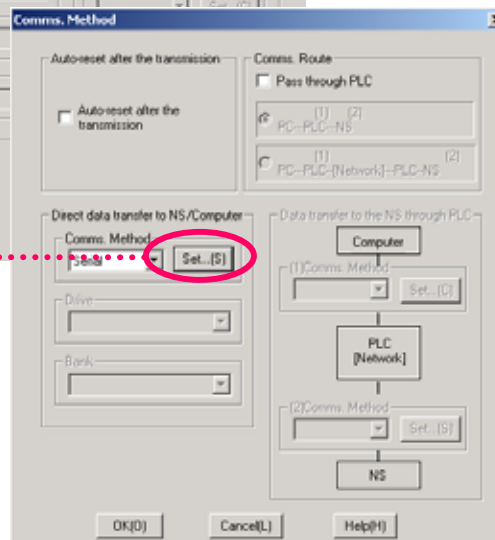 Comms. Method
Auto-reset after the transmission
Auto-reset after the
transmission
Comms. Route
Pass through PLC
(1) (2)
PC--PLC--NS
(1) (2)
PC--PLC-[Network]--PLC-NS
Direct data transfer to NS/Computer
Comms. Method
Serial
Set...(S)
Drive
Bank
Data transfer to the NS through PLC
Computer
(1)Comms. Method
Set...(C)
PLC
[Network]
(2)Comms. Method
Set...(S)
NS
OK(O)
Cancel(L)
Help(H)